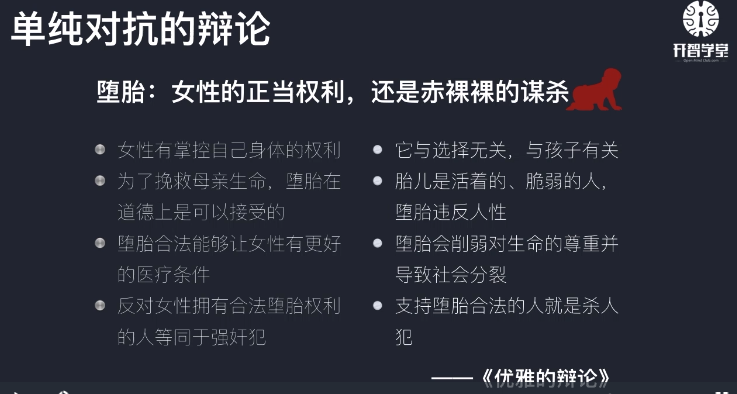 单纯对抗的辩论
开智学堂
堕胎：女性的正当权利，还是赤裸裸的谋杀
女性有掌控自己身体的权利
为了挽救母亲生命，堕胎在
道德上是可以接受的
堕胎合法能够让女性有更好
的医疗条件
反对女性拥有合法堕胎权利
的人等同于强奸犯
它与选择无关，与孩子有关
胎儿是活着的、脆弱的人，
堕胎违反人性
堕胎会削弱对生命的尊重并
导致社会分裂
支持堕胎合法的人就是杀人
犯
——《优雅的辩论》